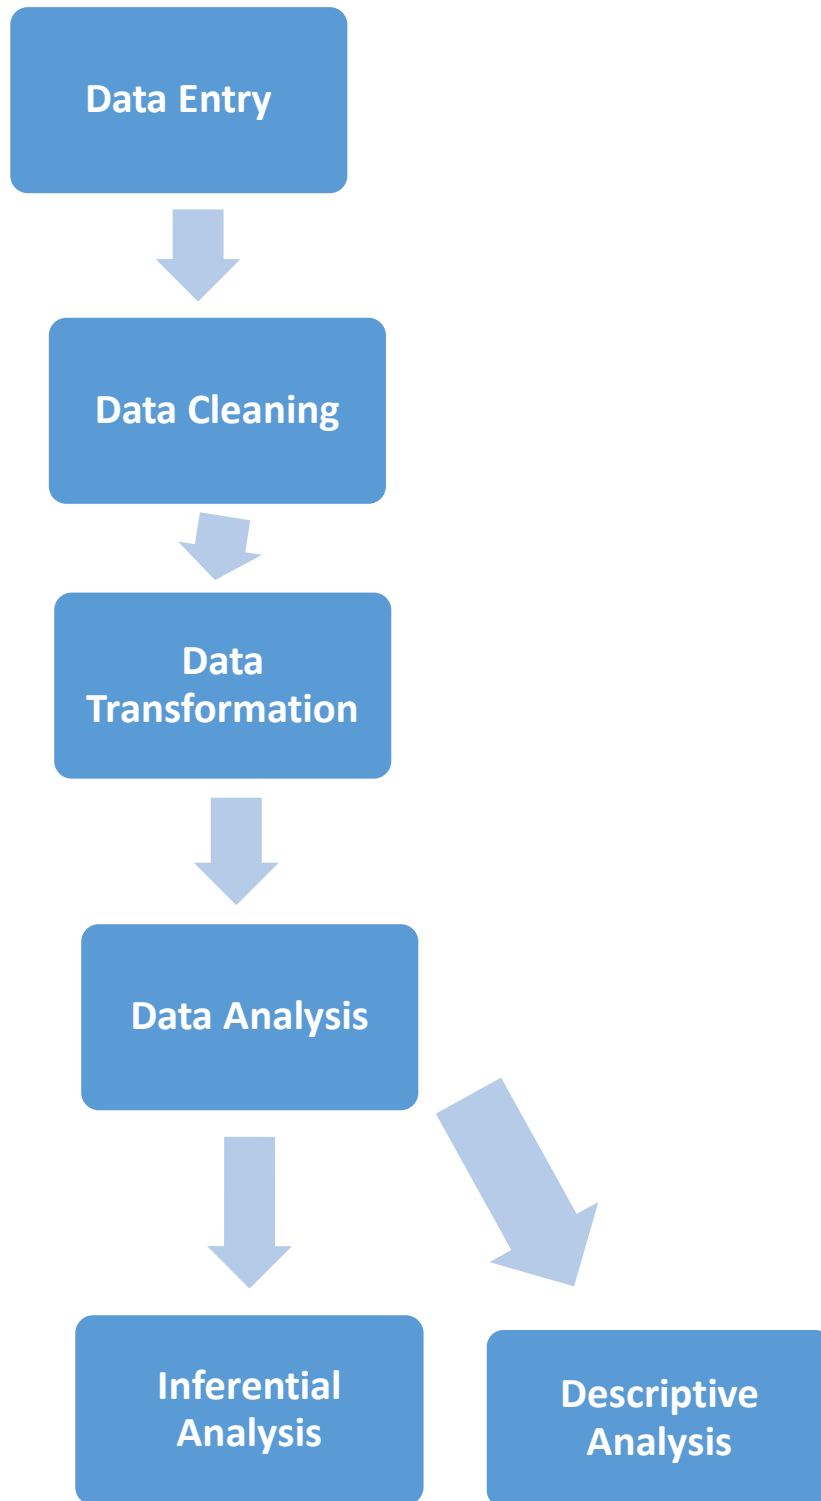 Data Entry
Data Cleaning
Data
Transformation
Data Analysis
Inferential
Analysis
Descriptive
Analysis